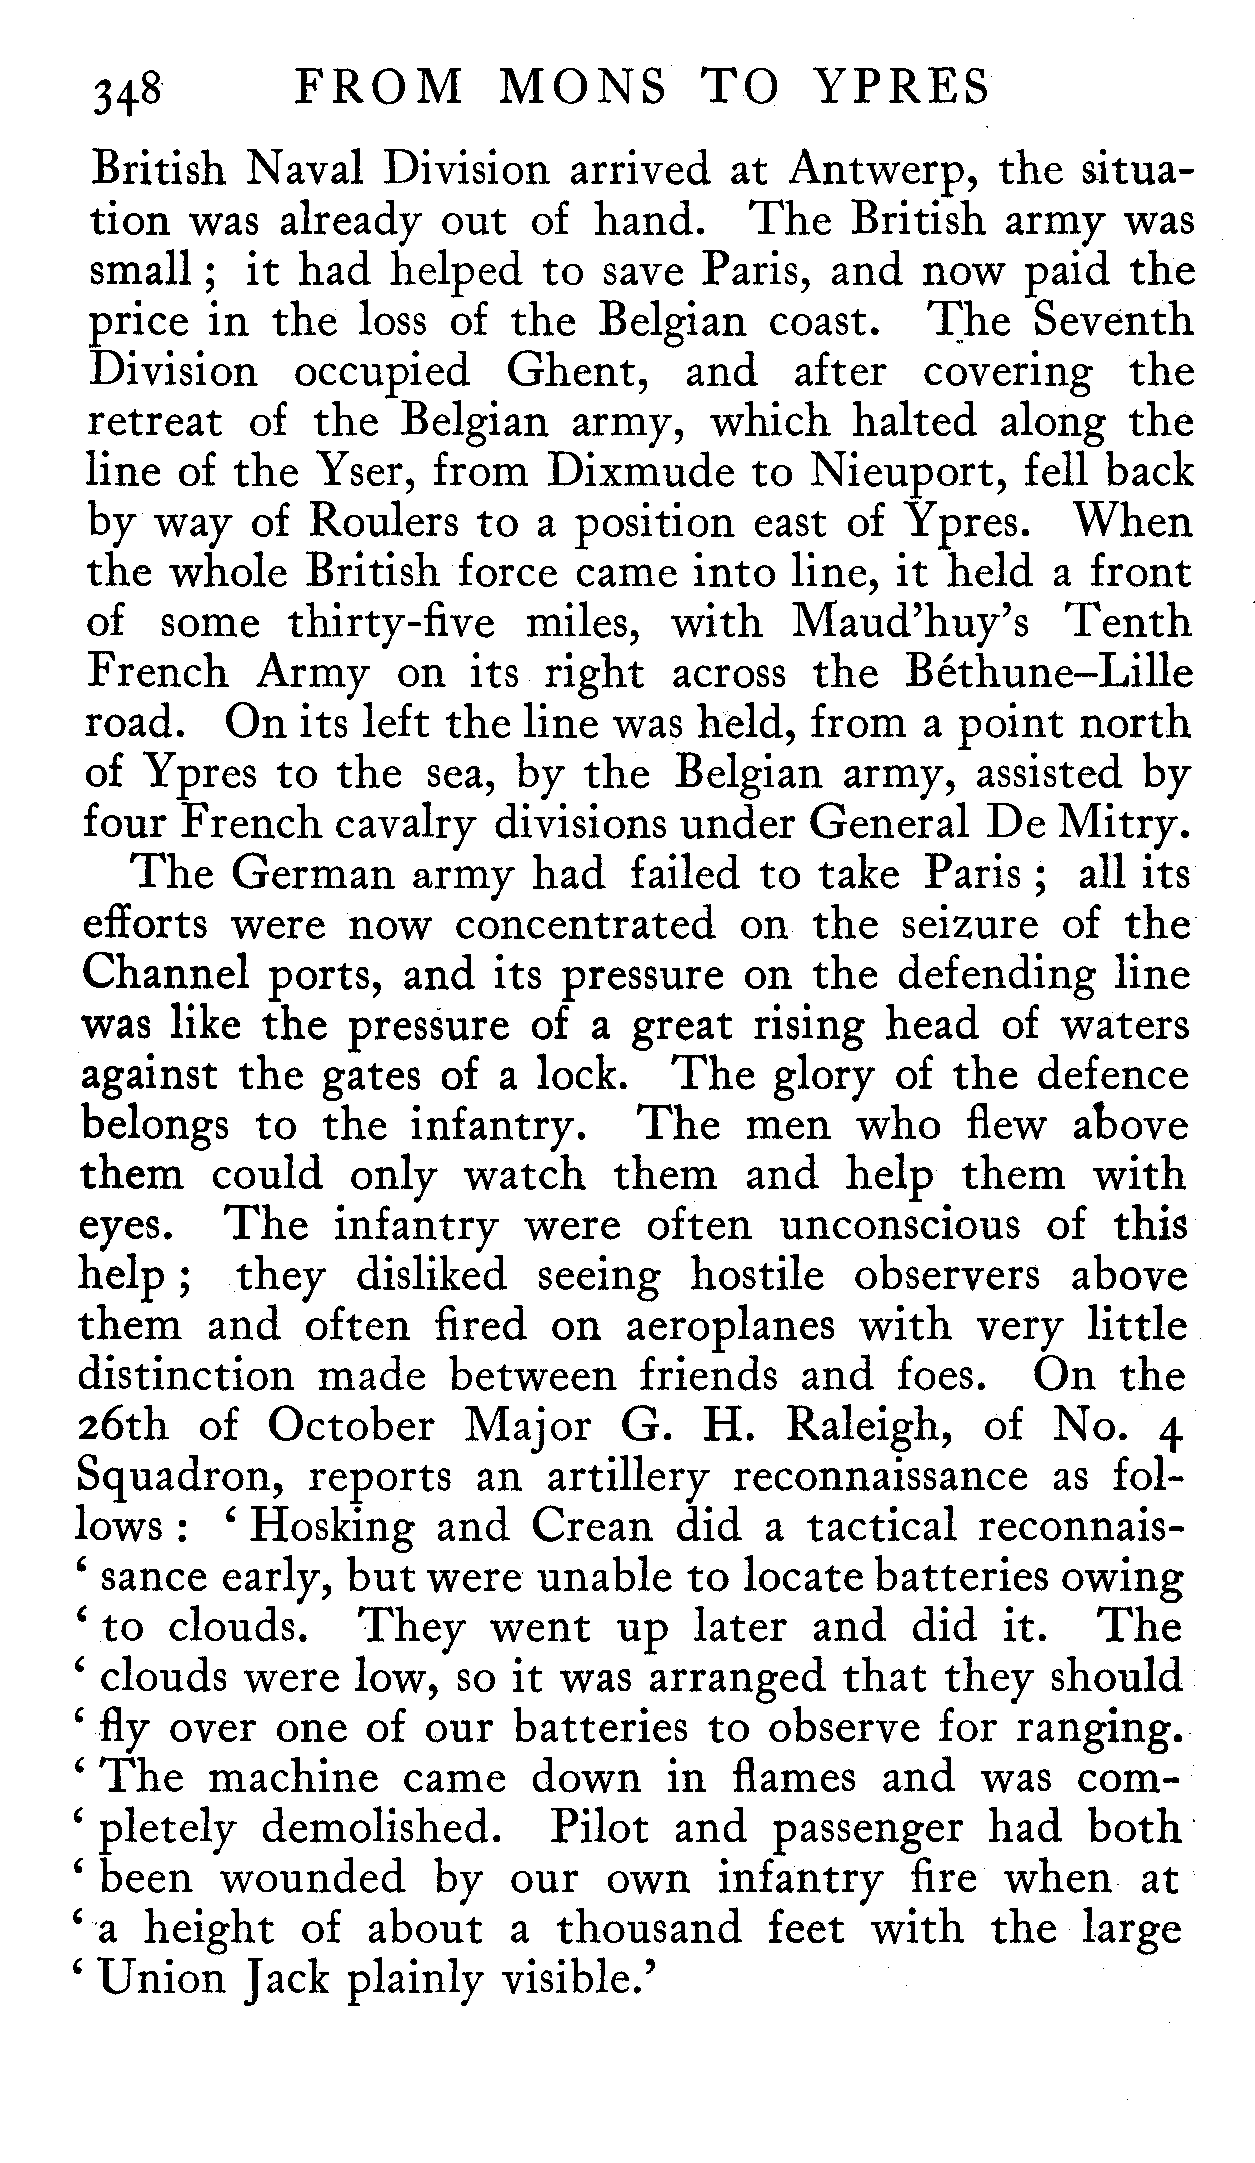 348 FROM MONS TO YPRES
British Naval Division arrived at Antwerp, the situa-
tion was already out of hand. The British army was
small ; it had helped to save Paris, and now paid the
price in the loss of the Belgian coast. The Seventh
Division occupied Ghent, and after covering the
retreat of the Belgian army, which halted along the
line of the Yser, from Dixmude to Nieuport, fell back
by way of Roulers to a position east of Ypres. When
the whole British force came into line, it held a front
of some thirty-five miles, with Maud'huy's Tenth
French Army on its right across the Béthune–Lille
road. On its left the line was held, from a point north
of Ypres to the sea, by the Belgian army, assisted by
four French cavalry divisions under General De Mitry.
The German army had failed to take Paris ; all its
efforts were now concentrated on the seizure of the
Channel ports, and its pressure on the defending line
was like the pressure of a great rising head of waters
against the gates of a lock. The glory of the defence
belongs to the infantry. The men who flew above
them could only watch them and help them with
eyes. The infantry were often unconscious of this
help ; they disliked seeing hostile observers above
them and often fired on aeroplanes with very little
distinction made between friends and foes. On the
26th of October Major G. H. Raleigh, of No. 4
Squadron, reports an artillery reconnaissance as fol-
lows : ‘ Hosking and Crean did a tactical reconnais-
‘ sance early, but were unable to locate batteries owing
‘ to clouds. They went up later and did it. The
‘ clouds were low, so it was arranged that they should
‘ fly over one of our batteries to observe for ranging.
‘ The machine came down in flames and was com-
‘ pletely demolished. Pilot and passenger had both
‘ been wounded by our own infantry fire when at
‘ a height of about a thousand feet with the large
‘ Union Jack plainly visible.’